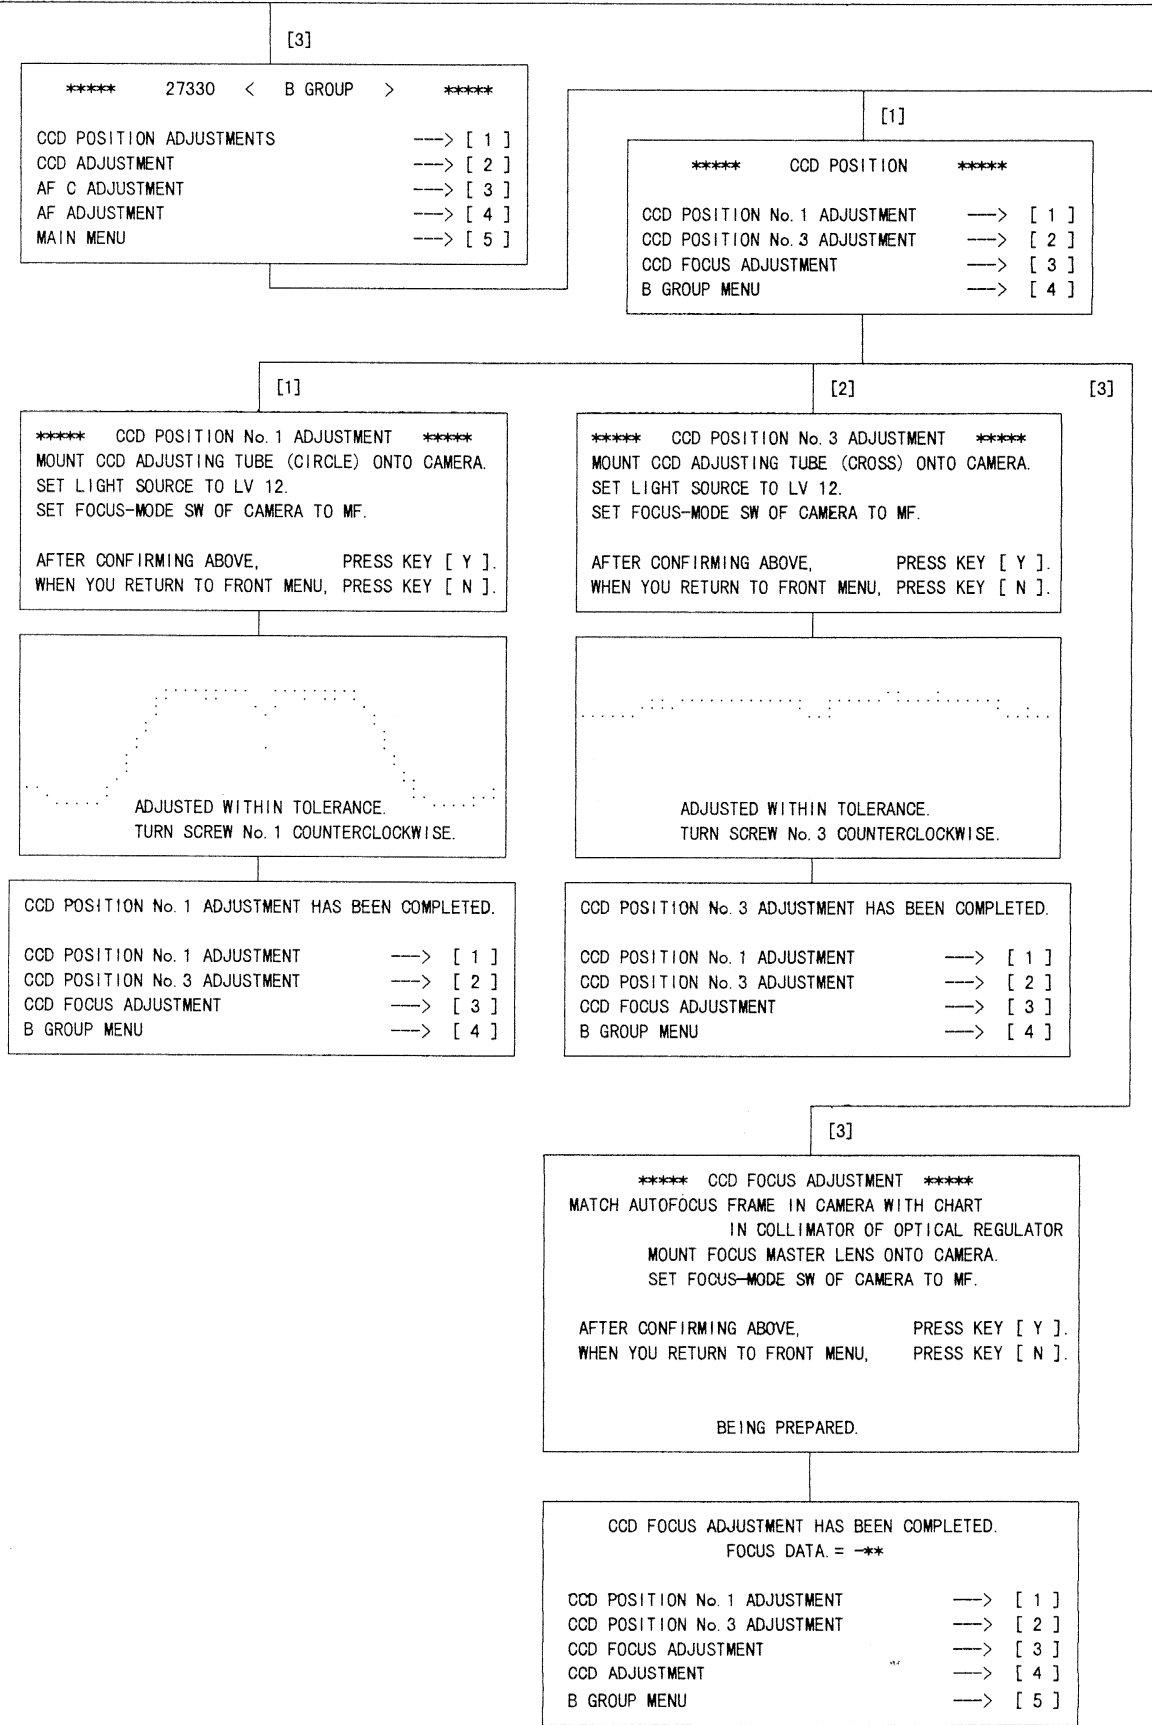 [3]
***** 27330 < B GROUP > *****
CCD POSITION ADJUSTMENTS ---> [ 1 ]
CCD ADJUSTMENT ---> [ 2 ]
AF C ADJUSTMENT ---> [ 3 ]
AF ADJUSTMENT ---> [ 4 ]
MAIN MENU ---> [ 5 ]
[1]
***** CCD POSITION *****
CCD POSITION No. 1 ADJUSTMENT ---> [ 1 ]
CCD POSITION No. 3 ADJUSTMENT ---> [ 2 ]
CCD FOCUS ADJUSTMENT ---> [ 3 ]
B GROUP MENU ---> [ 4 ]
[1]
***** CCD POSITION No. 1 ADJUSTMENT *****
MOUNT CCD ADJUSTING TUBE (CIRCLE) ONTO CAMERA.
SET LIGHT SOURCE TO LV 12.
SET FOCUS-MODE SW OF CAMERA TO MF.
AFTER CONFIRMING ABOVE, PRESS KEY [ Y ].
WHEN YOU RETURN TO FRONT MENU, PRESS KEY [ N ].
ADJUSTED WITHIN TOLERANCE.
TURN SCREW No. 1 COUNTERCLOCKWISE.
CCD POSITION No. 1 ADJUSTMENT HAS BEEN COMPLETED.
CCD POSITION No. 1 ADJUSTMENT ---> [ 1 ]
CCD POSITION No. 3 ADJUSTMENT ---> [ 2 ]
CCD FOCUS ADJUSTMENT ---> [ 3 ]
B GROUP MENU ---> [ 4 ]
[2]
***** CCD POSITION No. 3 ADJUSTMENT *****
MOUNT CCD ADJUSTING TUBE (CROSS) ONTO CAMERA.
SET LIGHT SOURCE TO LV 12.
SET FOCUS-MODE SW OF CAMERA TO MF.
AFTER CONFIRMING ABOVE, PRESS KEY [ Y ].
WHEN YOU RETURN TO FRONT MENU, PRESS KEY [ N ].
ADJUSTED WITHIN TOLERANCE.
TURN SCREW No. 3 COUNTERCLOCKWISE.
CCD POSITION No. 3 ADJUSTMENT HAS BEEN COMPLETED.
CCD POSITION No. 1 ADJUSTMENT ---> [ 1 ]
CCD POSITION No. 3 ADJUSTMENT ---> [ 2 ]
CCD FOCUS ADJUSTMENT ---> [ 3 ]
B GROUP MENU ---> [ 4 ]
[3]
[3]
***** CCD FOCUS ADJUSTMENT *****
MATCH AUTOFOCUS FRAME IN CAMERA WITH CHART
IN COLLIMATOR OF OPTICAL REGULATOR
MOUNT FOCUS MASTER LENS ONTO CAMERA.
SET FOCUS-MODE SW OF CAMERA TO MF.
AFTER CONFIRMING ABOVE, PRESS KEY [ Y ].
WHEN YOU RETURN TO FRONT MENU, PRESS KEY [ N ].
BEING PREPARED.
CCD FOCUS ADJUSTMENT HAS BEEN COMPLETED.
FOCUS DATA. = -**
CCD POSITION No. 1 ADJUSTMENT ---> [ 1 ]
CCD POSITION No. 3 ADJUSTMENT ---> [ 2 ]
CCD FOCUS ADJUSTMENT ---> [ 3 ]
CCD ADJUSTMENT ---> [ 4 ]
B GROUP MENU ---> [ 5 ]